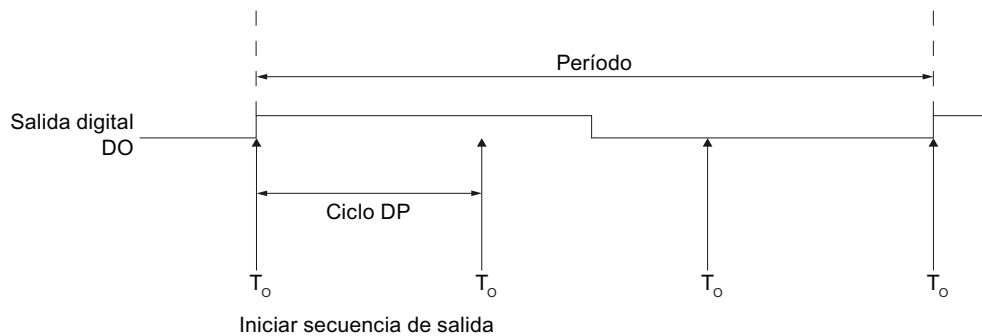 Período
Salida digital
DO
Ciclo DP
To
To
To
To
Iniciar secuencia de salida